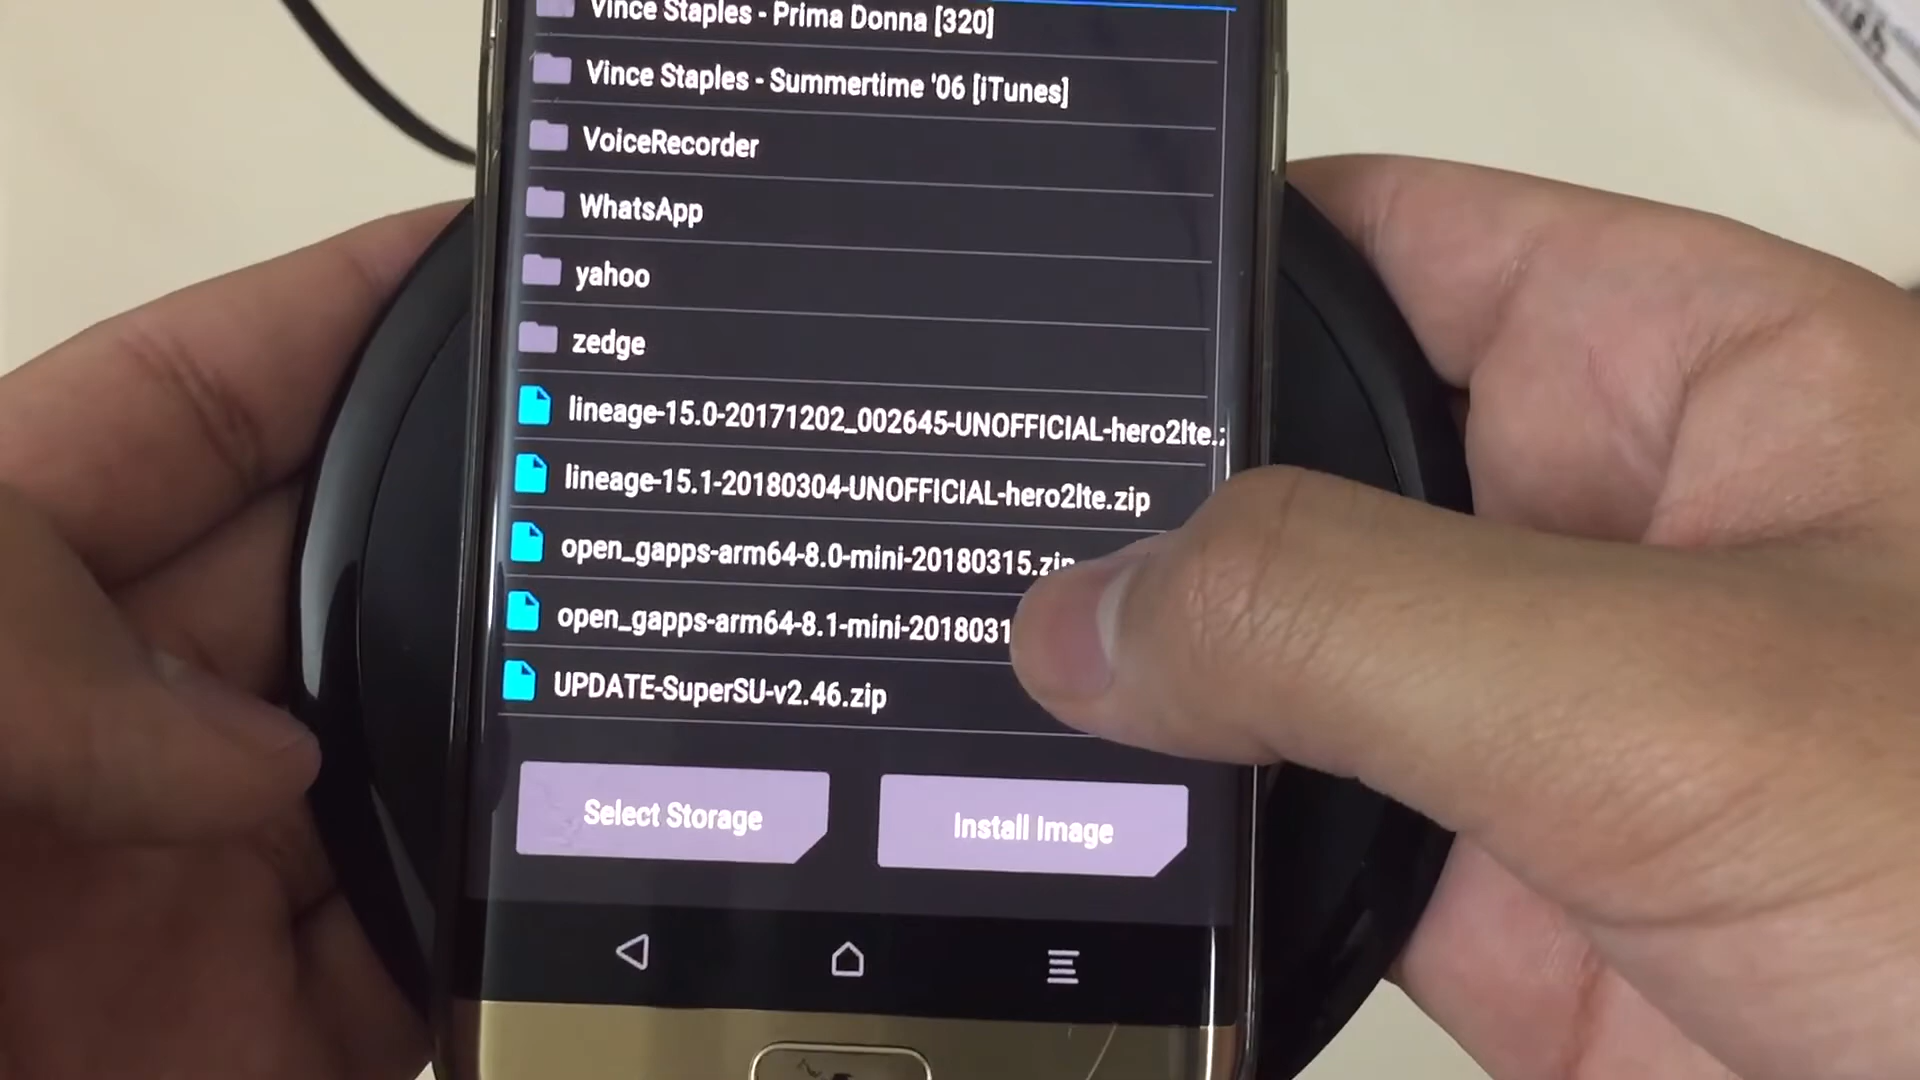 Vince Staples - Prima Donna [320]
Vince Staples - Summertime '06 [iTunes]
VoiceRecorder
WhatsApp
yahoo
zedge
lineage-15.0-20171202_002645-UNOFFICIAL-hero2lte.
lineage-15.1-20180304-UNOFFICIAL-hero2lte.zip
open_gapps-arm64-8.0-mini-20180315.zip
open_gapps-arm64-8.1-mini-2018031
UPDATE-SuperSU-v2.46.zip
Select Storage
Install Image